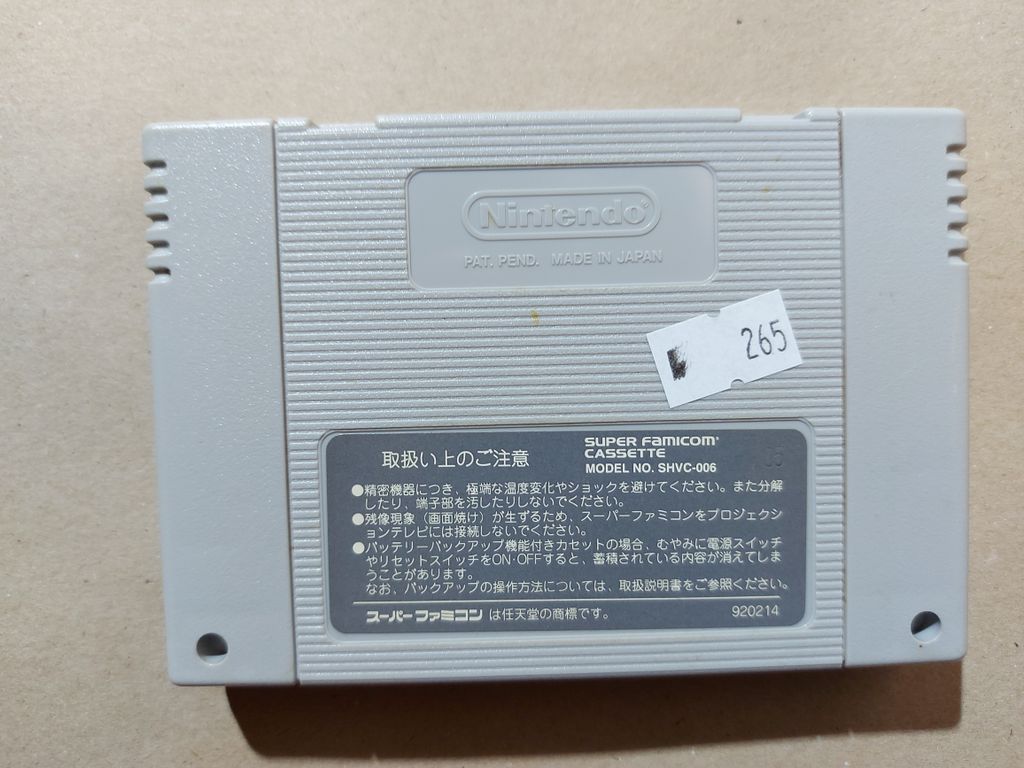 Nintendo®
PAT. PEND. MADE IN JAPAN
265
取扱い上のご注意
SUPER FAMICOM
CASSETTE
MODEL NO. SHVC-006
●精密機器につき、極端な温度変化やショックを避けてください。また分解
したり、端子部を汚したりしないでください。
●残像現象（画面焼け）が生ずるため、スーパーファミコンをプロジェクシ
ョンテレビには接続しないでください。
●バッテリーバックアップ機能付きカセットの場合、むやみに電源スイッチ
やリセットスイッチをON・OFFすると、蓄積されている内容が消えてしま
うことがあります。
なお、バックアップの操作方法については、取扱説明書をご参照ください。
スーパーファミコン は任天堂の商標です。
920214